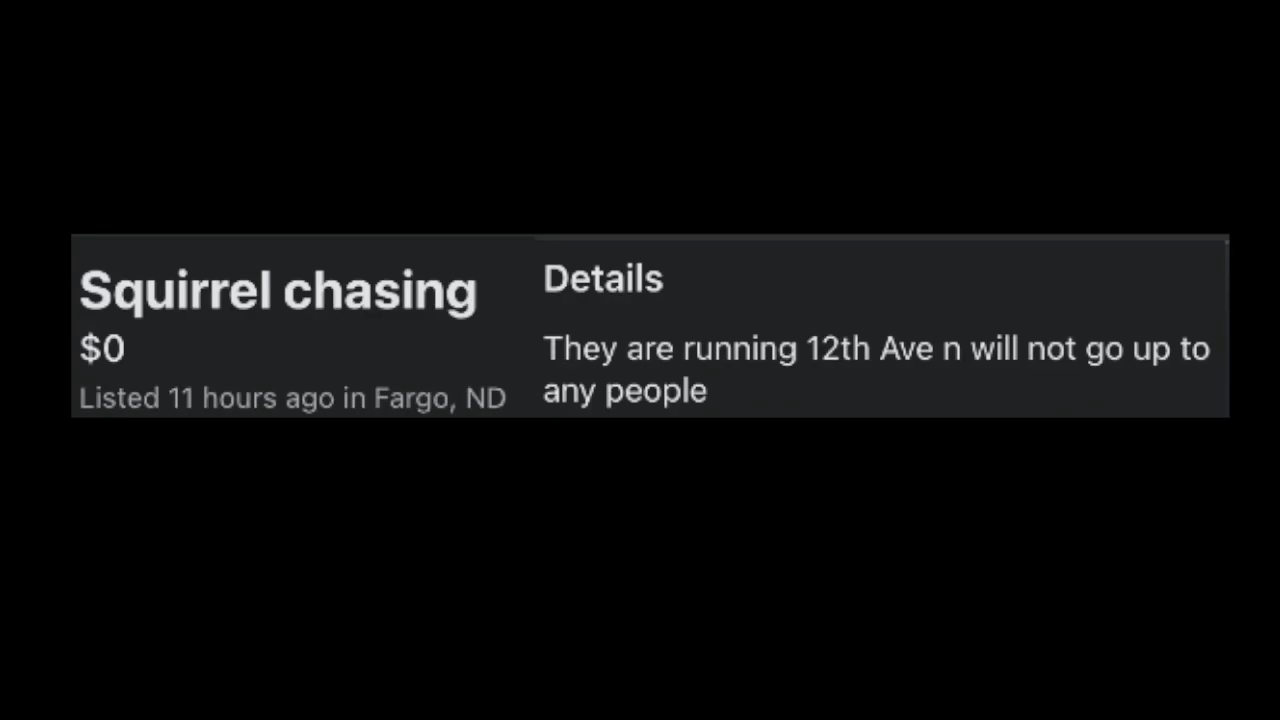 Squirrel chasing
$0
Listed 11 hours ago in Fargo, ND
Details
They are running 12th Ave n will not go up to
any people